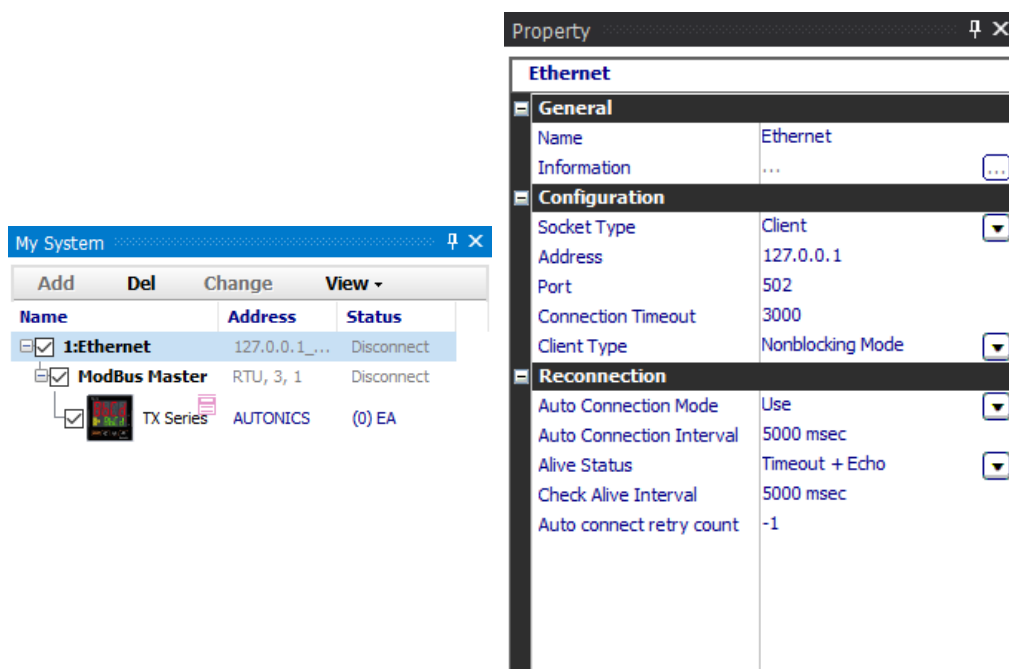 My System
Add Del Change View
Name Address Status
1:Ethernet 127.0.0.1_... Disconnect
ModBus Master RTU, 3, 1 Disconnect
TX Series AUTONICS (0) EA
Property
Ethernet
General
Name Ethernet
Information ... ...
Configuration
Socket Type Client
Address 127.0.0.1
Port 502
Connection Timeout 3000
Client Type Nonblocking Mode
Reconnection
Auto Connection Mode Use
Auto Connection Interval 5000 msec
Alive Status Timeout + Echo
Check Alive Interval 5000 msec
Auto connect retry count -1